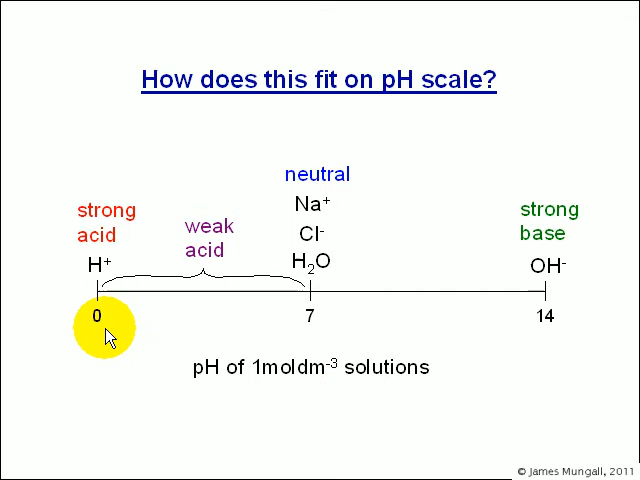 How does this fit on pH scale?
neutral
Na⁺
Cl⁻
H₂O
strong
acid
H⁺
weak
acid
strong
base
OH⁻
0
7
14
pH of 1moldm⁻³ solutions
© James Mungall, 2011